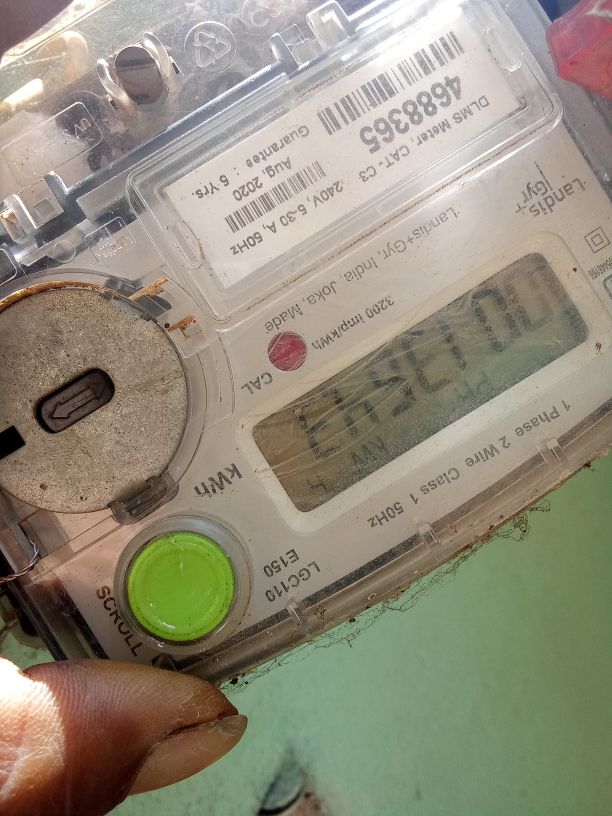 LGC110
E150
1 Phase 2 Wire Class 1 50Hz
SCROLL
kWh
3200 imp/kWh
CAL
Landis
Gyr+
Landis+Gyr, India, Joka, Made
DLMS Meter, CAT. C3 240V, 5-30 A, 50Hz
4688365
Aug, 2020
Guarantee : 5 Yrs.
UV